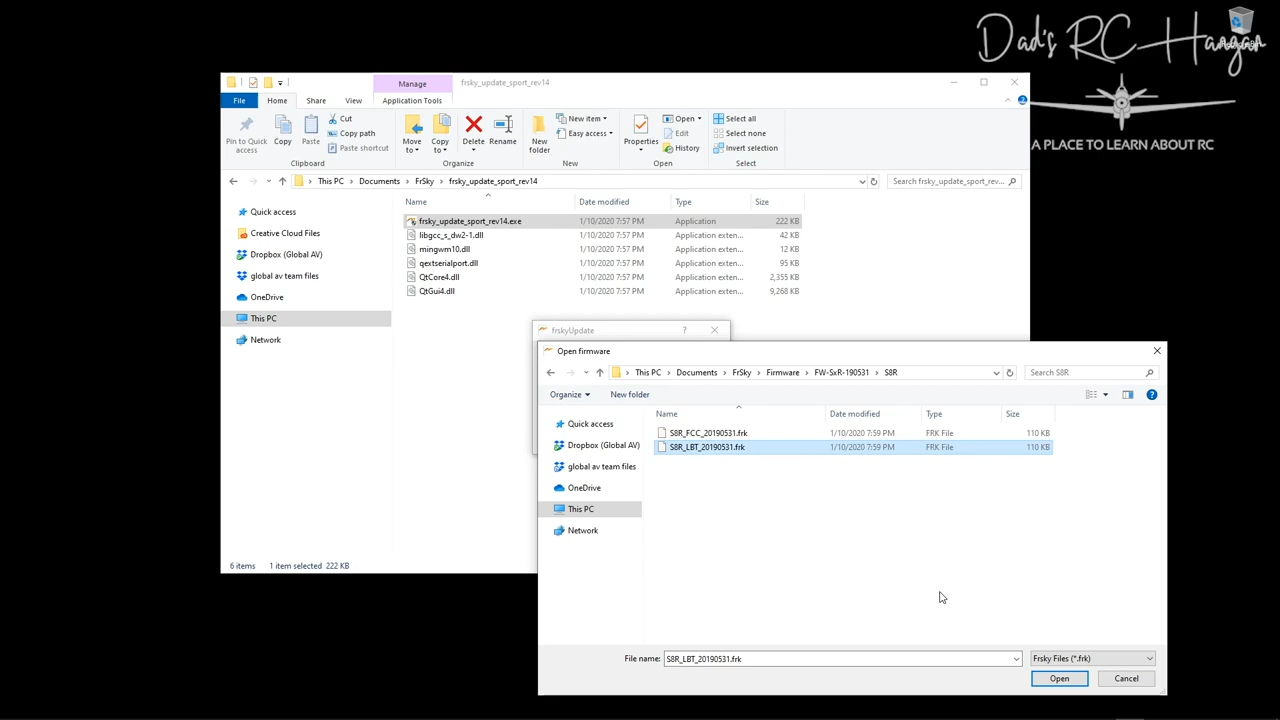 Dad's RC Hangar
A PLACE TO LEARN ABOUT RC
Manage
frsky_update_sport_rev14
File
Home
Share
View
Application Tools
Pin to Quick access
Copy
Paste
Cut
Copy path
Paste shortcut
Clipboard
Move to
Copy to
Delete
Rename
Organize
New folder
New item
Easy access
New
Properties
Open
Edit
History
Open
Select all
Select none
Invert selection
Select
This PC > Documents > FrSky > frsky_update_sport_rev14
Search frsky_update_sport_rev...
Name Date modified Type Size
frsky_update_sport_rev14.exe 1/10/2020 7:57 PM Application 222 KB
libgcc_s_dw2-1.dll 1/10/2020 7:57 PM Application exten... 42 KB
mingwm10.dll 1/10/2020 7:57 PM Application exten... 12 KB
qextserialport.dll 1/10/2020 7:57 PM Application exten... 95 KB
QtCore4.dll 1/10/2020 7:57 PM Application exten... 2,355 KB
QtGui4.dll 1/10/2020 7:57 PM Application exten... 9,268 KB
Quick access
Creative Cloud Files
Dropbox (Global AV)
global av team files
OneDrive
This PC
Network
6 items 1 item selected 222 KB
frskyUpdate
Open firmware
This PC > Documents > FrSky > Firmware > FW-SxR-190531 > S8R
Search S8R
Organize
New folder
Quick access
Dropbox (Global AV)
global av team files
OneDrive
This PC
Network
Name Date modified Type Size
S8R_FCC_20190531.frk 1/10/2020 7:59 PM FRK File 110 KB
S8R_LBT_20190531.frk 1/10/2020 7:59 PM FRK File 110 KB
File name: S8R_LBT_20190531.frk
Frsky Files (*.frk)
Open
Cancel